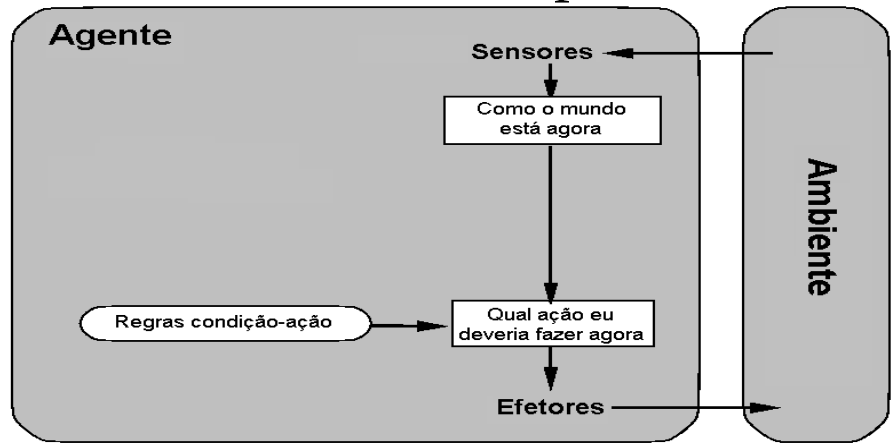 Agente
Sensores
Como o mundo
está agora
Ambiente
Regras condição-ação
Qual ação eu
deveria fazer agora
Efetores